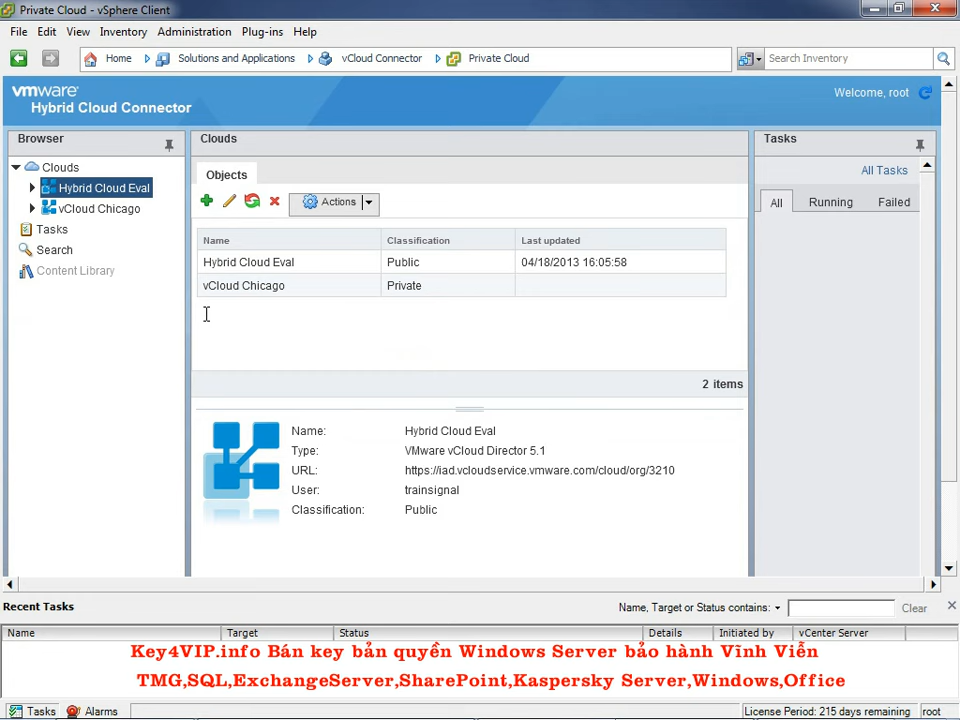 Private Cloud - vSphere Client
File Edit View Inventory Administration Plug-ins Help
Home Solutions and Applications vCloud Connector Private Cloud Search Inventory
vmware
Hybrid Cloud Connector
Welcome, root
Browser
Clouds
Hybrid Cloud Eval
vCloud Chicago
Tasks
Search
Content Library
Clouds
Objects
Actions
Name Classification Last updated
Hybrid Cloud Eval Public 04/18/2013 16:05:58
vCloud Chicago Private
2 items
Name: Hybrid Cloud Eval
Type: VMware vCloud Director 5.1
URL: https://iad.vcloudservice.vmware.com/cloud/org/3210
User: trainsignal
Classification: Public
Tasks
All Tasks
All Running Failed
Recent Tasks Name, Target or Status contains: Clear
Name Target Status Details Initiated by vCenter Server
Key4VIP.info Bán key bản quyền Windows Server bảo hành Vĩnh Viễn
TMG,SQL,ExchangeServer,SharePoint,Kaspersky Server,Windows,Office
Tasks Alarms License Period: 215 days remaining root